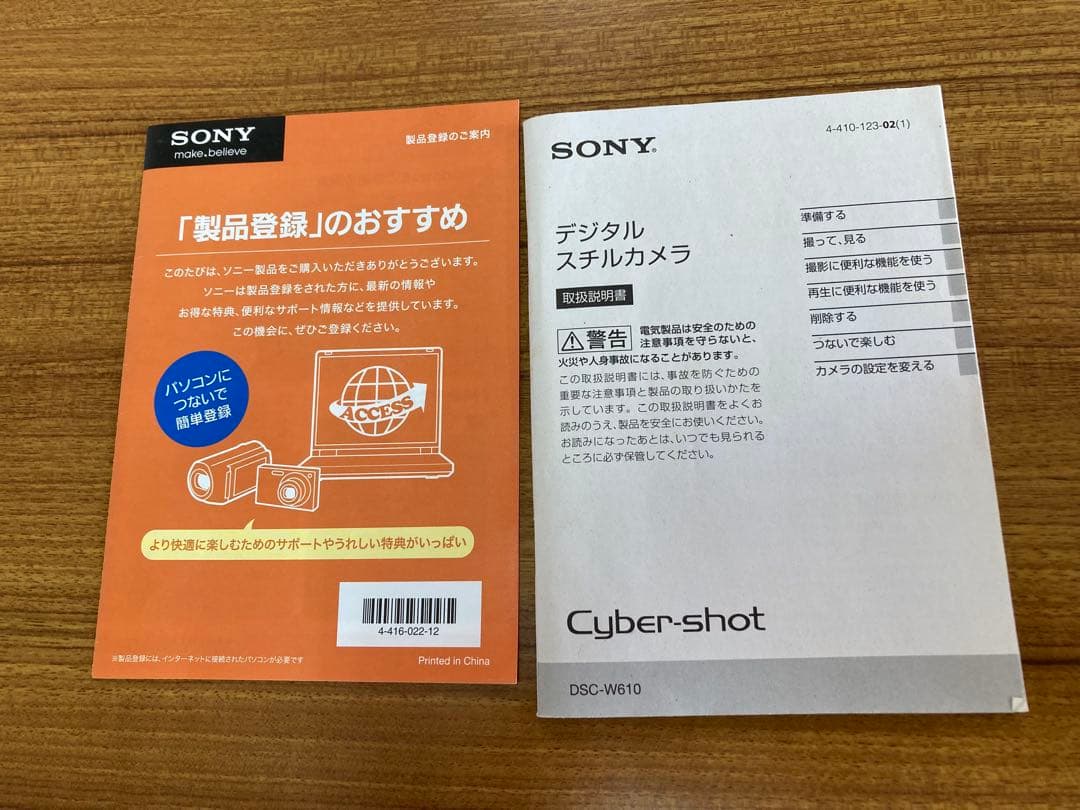 SONY
make.believe
製品登録のご案内
「製品登録」のおすすめ
このたびは、ソニー製品をご購入いただきありがとうございます。
ソニーは製品登録をされた方に、最新の情報や
お得な特典、便利なサポート情報などを提供しています。
この機会に、ぜひご登録ください。
パソコンに
つないで
簡単登録
ACCESS
より快適に楽しむためのサポートやうれしい特典がいっぱい
4-416-022-12
※製品登録には、インターネットに接続されたパソコンが必要です
Printed in China
4-410-123-02(1)
SONY®
デジタル
スチルカメラ
取扱説明書
警告
電気製品は安全のための
注意事項を守らないと、
火災や人身事故になることがあります。
この取扱説明書には、事故を防ぐための
重要な注意事項と製品の取り扱いかたを
示しています。この取扱説明書をよくお
読みのうえ、製品を安全にお使いください。
お読みになったあとは、いつでも見られる
ところに必ず保管してください。
準備する
撮って、見る
撮影に便利な機能を使う
再生に便利な機能を使う
削除する
つないで楽しむ
カメラの設定を変える
Cyber-shot
DSC-W610